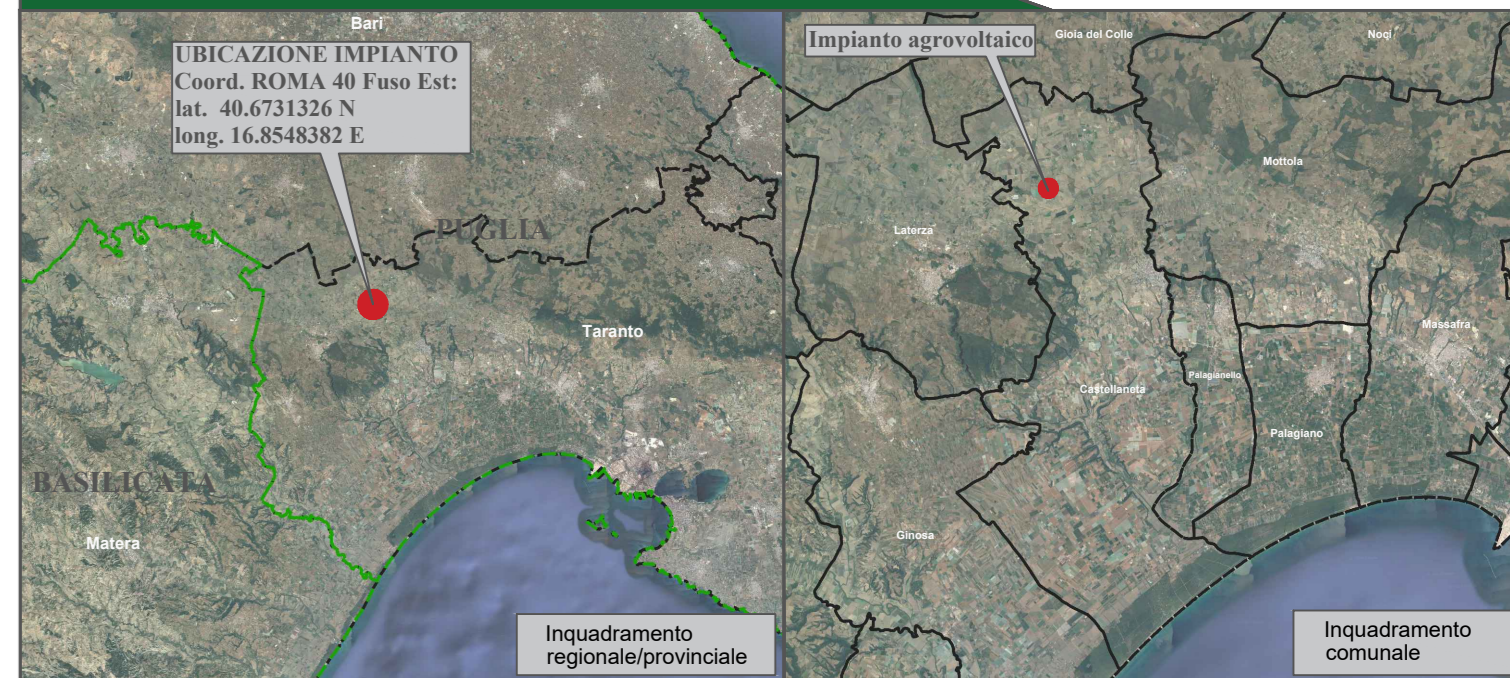 Bari
UBICAZIONE IMPIANTO
Coord. ROMA 40 Fuso Est:
lat. 40.6731326 N
long. 16.8548382 E
PUGLIA
Taranto
BASILICATA
Matera
Inquadramento
regionale/provinciale
Impianto agrovoltaico
Gioia del Colle
Noci
Mottola
Laterza
Massafra
Palagianello
Castellaneta
Palagiano
Ginosa
Inquadramento
comunale